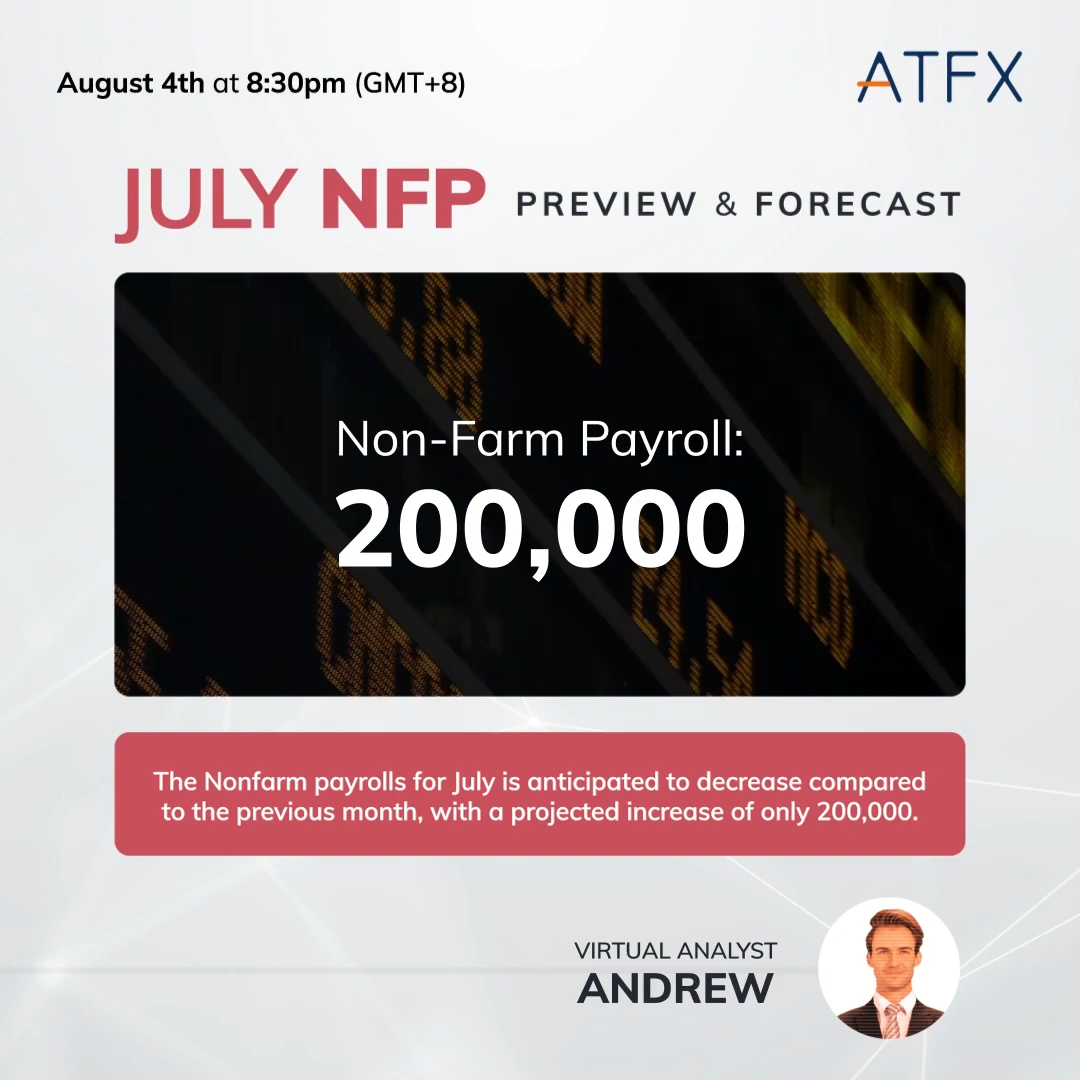 August 4th at 8:30pm (GMT+8)
ATFX
JULY NFP PREVIEW & FORECAST
Non-Farm Payroll:
200,000
The Nonfarm payrolls for July is anticipated to decrease compared
to the previous month, with a projected increase of only 200,000.
VIRTUAL ANALYST
ANDREW